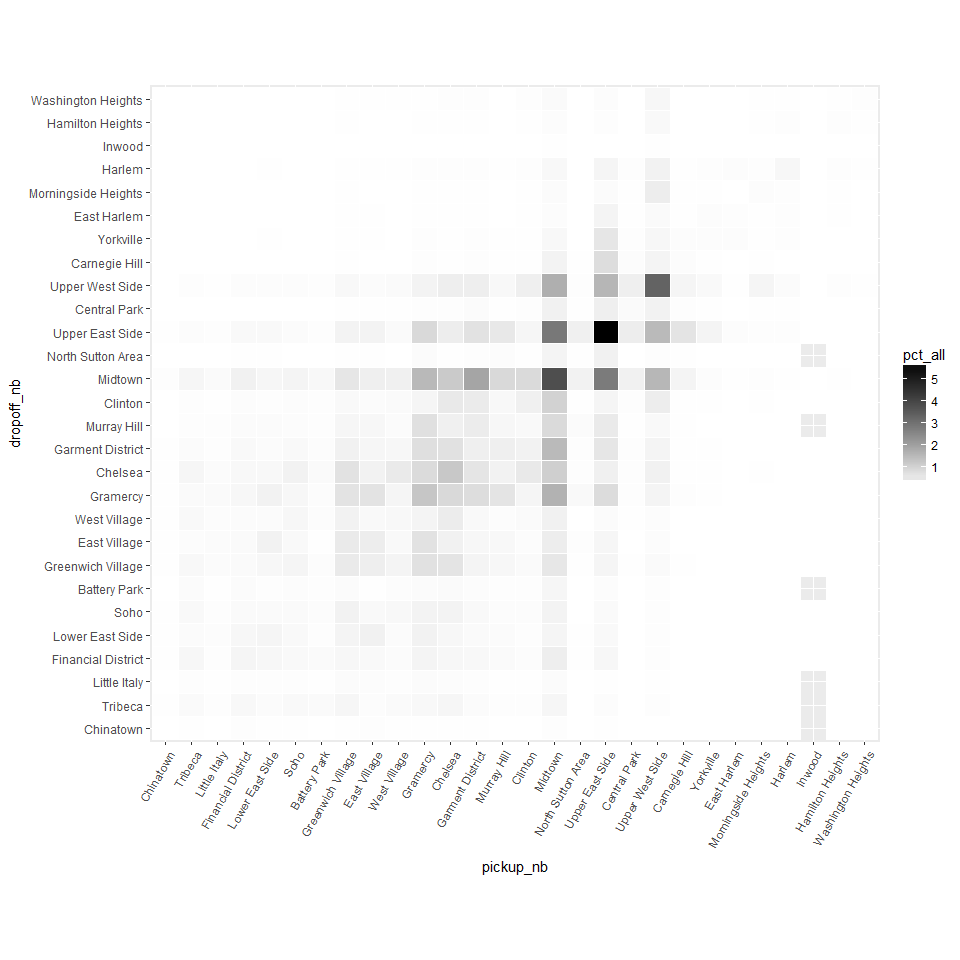 Washington Heights
Hamilton Heights
Inwood
Harlem
Morningside Heights
East Harlem
Yorkville
Carnegie Hill
Upper West Side
Central Park
Upper East Side
North Sutton Area
Midtown
Clinton
Murray Hill
Garment District
Chelsea
Gramercy
West Village
East Village
Greenwich Village
Battery Park
Soho
Lower East Side
Financial District
Little Italy
Tribeca
Chinatown
dropoff_nb
Chinatown
Tribeca
Little Italy
Financial District
Lower East Side
Soho
Battery Park
Greenwich Village
East Village
West Village
Gramercy
Chelsea
Garment District
Murray Hill
Clinton
Midtown
North Sutton Area
Upper East Side
Central Park
Upper West Side
Carnegie Hill
Yorkville
East Harlem
Morningside Heights
Harlem
Inwood
Hamilton Heights
Washington Heights
pickup_nb
pct_all
5
4
3
2
1